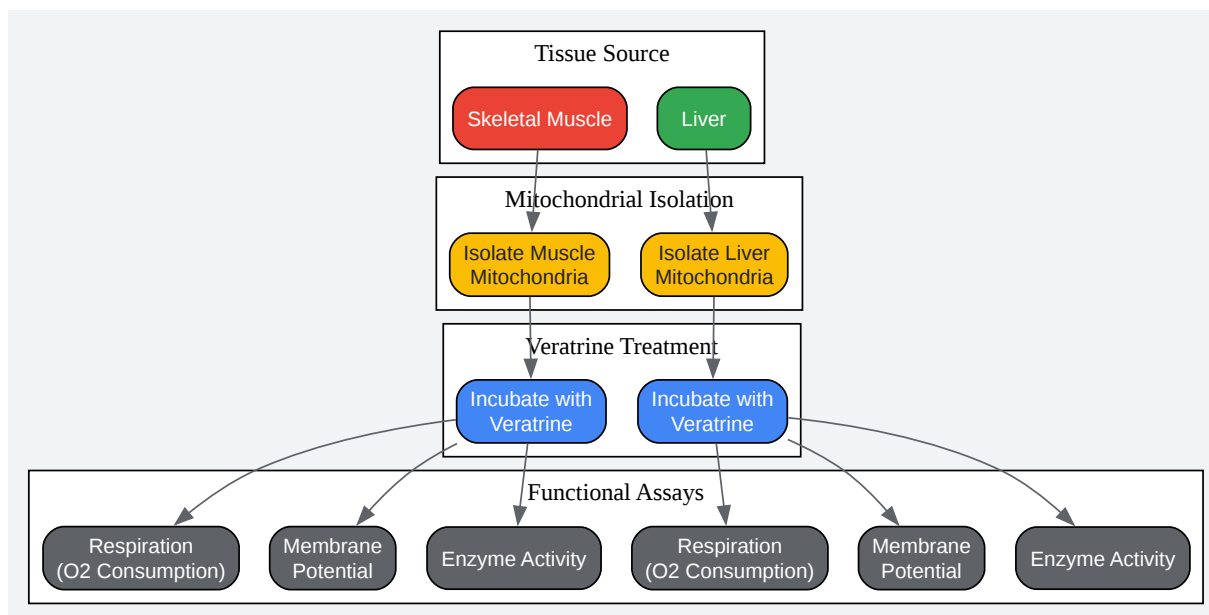 Tissue Source
Skeletal Muscle
Liver
Mitochondrial Isolation
Isolate Muscle
Mitochondria
Isolate Liver
Mitochondria
Veratrine Treatment
Incubate with
Veratrine
Incubate with
Veratrine
Functional Assays
Respiration
(O2 Consumption)
Membrane
Potential
Enzyme Activity
Respiration
(O2 Consumption)
Membrane
Potential
Enzyme Activity